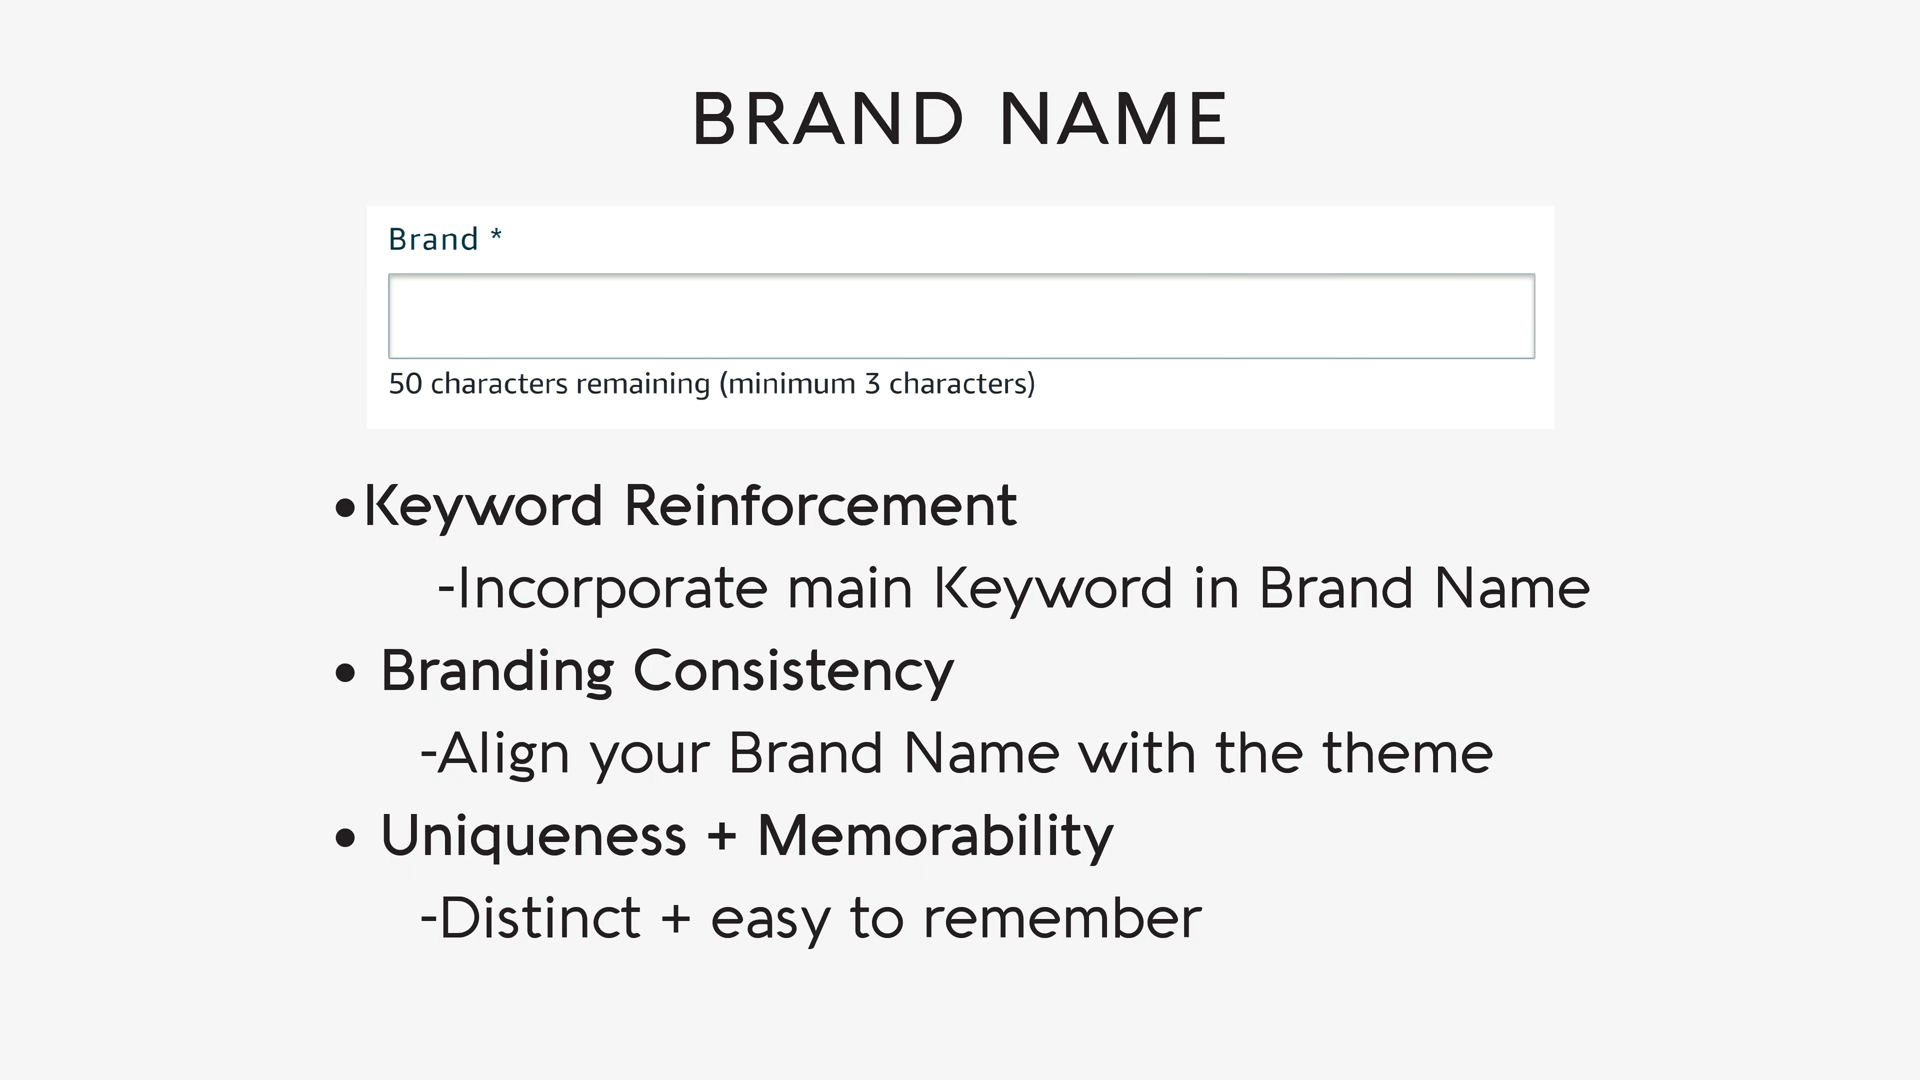 BRAND NAME
Brand *
50 characters remaining (minimum 3 characters)
•Keyword Reinforcement
-Incorporate main Keyword in Brand Name
• Branding Consistency
-Align your Brand Name with the theme
• Uniqueness + Memorability
-Distinct + easy to remember